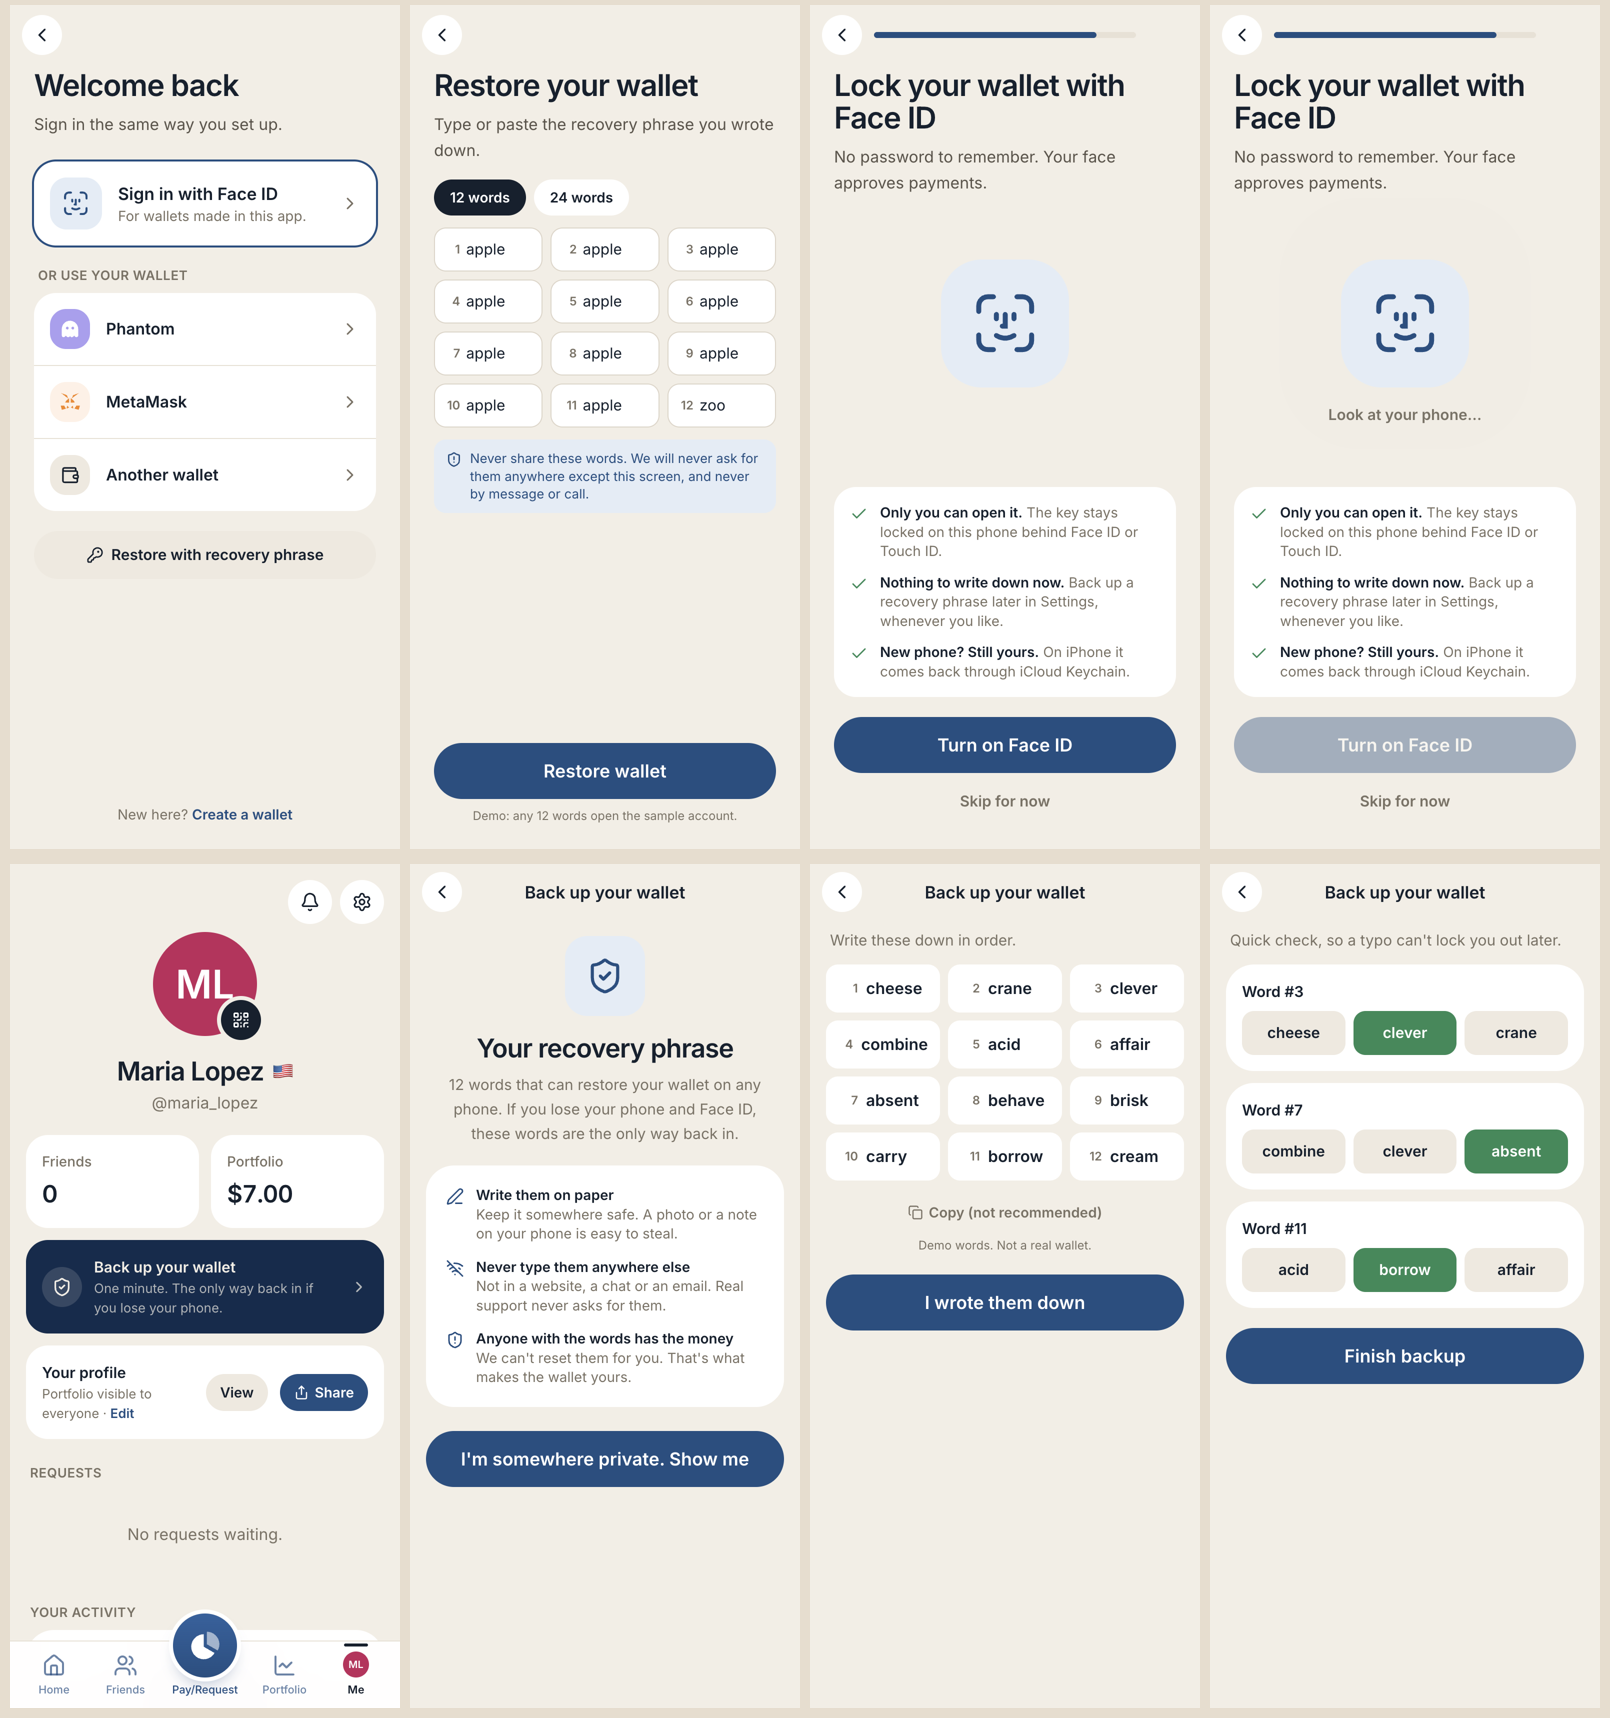 Welcome back
Sign in the same way you set up.
Sign in with Face ID
For wallets made in this app.
OR USE YOUR WALLET
Phantom
MetaMask
Another wallet
Restore with recovery phrase
New here? Create a wallet
Restore your wallet
Type or paste the recovery phrase you wrote
down.
12 words 24 words
1 apple 2 apple 3 apple
4 apple 5 apple 6 apple
7 apple 8 apple 9 apple
10 apple 11 apple 12 zoo
Never share these words. We will never ask for
them anywhere except this screen, and never
by message or call.
Restore wallet
Demo: any 12 words open the sample account.
Lock your wallet with
Face ID
No password to remember. Your face
approves payments.
Only you can open it. The key stays
locked on this phone behind Face ID or
Touch ID.
Nothing to write down now. Back up a
recovery phrase later in Settings,
whenever you like.
New phone? Still yours. On iPhone it
comes back through iCloud Keychain.
Turn on Face ID
Skip for now
Lock your wallet with
Face ID
No password to remember. Your face
approves payments.
Look at your phone...
Only you can open it. The key stays
locked on this phone behind Face ID or
Touch ID.
Nothing to write down now. Back up a
recovery phrase later in Settings,
whenever you like.
New phone? Still yours. On iPhone it
comes back through iCloud Keychain.
Turn on Face ID
Skip for now
ML
Maria Lopez 🇺🇸
@maria_lopez
Friends
0
Portfolio
$7.00
Back up your wallet
One minute. The only way back in if
you lose your phone.
Your profile
Portfolio visible to
everyone · Edit
View
Share
REQUESTS
No requests waiting.
YOUR ACTIVITY
ML
Home Friends Pay/Request Portfolio Me
Back up your wallet
Your recovery phrase
12 words that can restore your wallet on any
phone. If you lose your phone and Face ID,
these words are the only way back in.
Write them on paper
Keep it somewhere safe. A photo or a note
on your phone is easy to steal.
Never type them anywhere else
Not in a website, a chat or an email. Real
support never asks for them.
Anyone with the words has the money
We can't reset them for you. That's what
makes the wallet yours.
I'm somewhere private. Show me
Back up your wallet
Write these down in order.
1 cheese 2 crane 3 clever
4 combine 5 acid 6 affair
7 absent 8 behave 9 brisk
10 carry 11 borrow 12 cream
Copy (not recommended)
Demo words. Not a real wallet.
I wrote them down
Back up your wallet
Quick check, so a typo can't lock you out later.
Word #3
cheese clever crane
Word #7
combine clever absent
Word #11
acid borrow affair
Finish backup